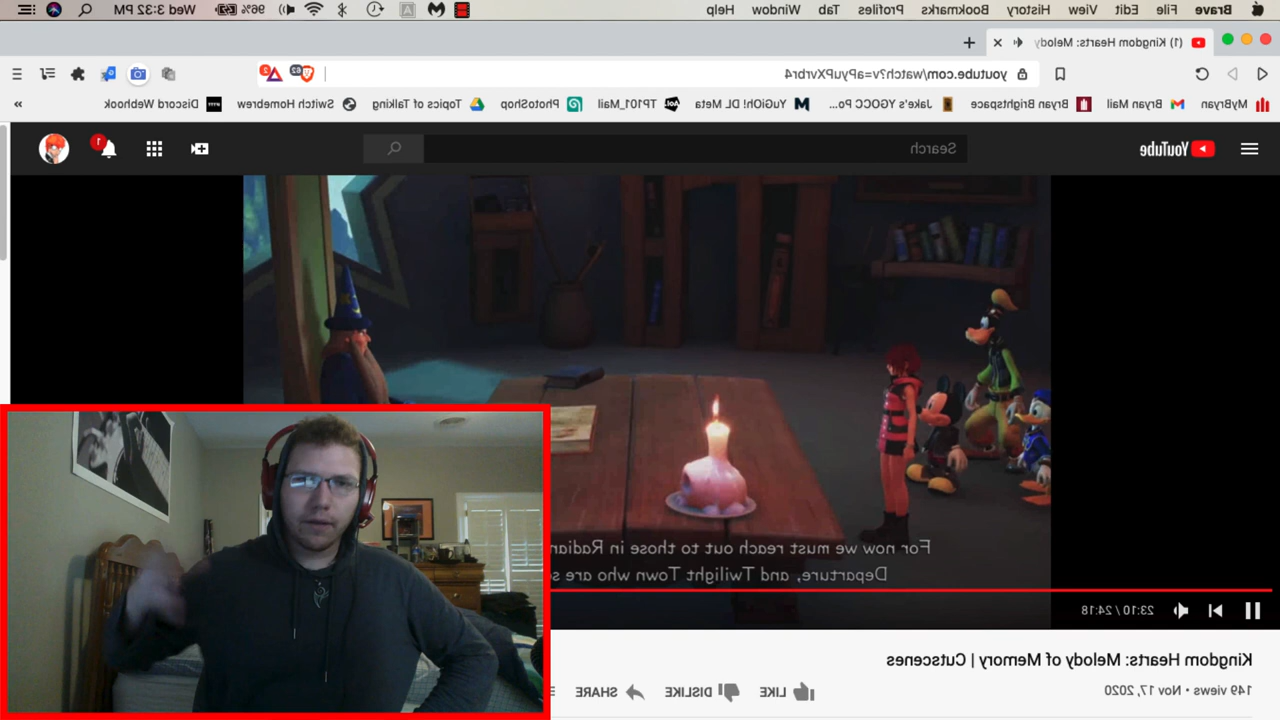 Brave File Edit View History Bookmarks Profiles Tab Window Help 96% Wed 3:32 PM
(1) Kingdom Hearts: Melody
youtube.com/watch?v=aPyuPXvrbr4
MyBryan Bryan Mail Bryan Brightspace Jake's YGOCC Po... YuGiOh! DL Meta TP101_Mail PhotoShop Topics of Talking Switch Homebrew Discord Webhook »
YouTube Search 1
For now we must reach out to those in Radian
Departure, and Twilight Town who are s
23:10 / 24:18
Kingdom Hearts: Melody of Memory | Cutscenes
149 views • Nov 17, 2020 LIKE DISLIKE SHARE